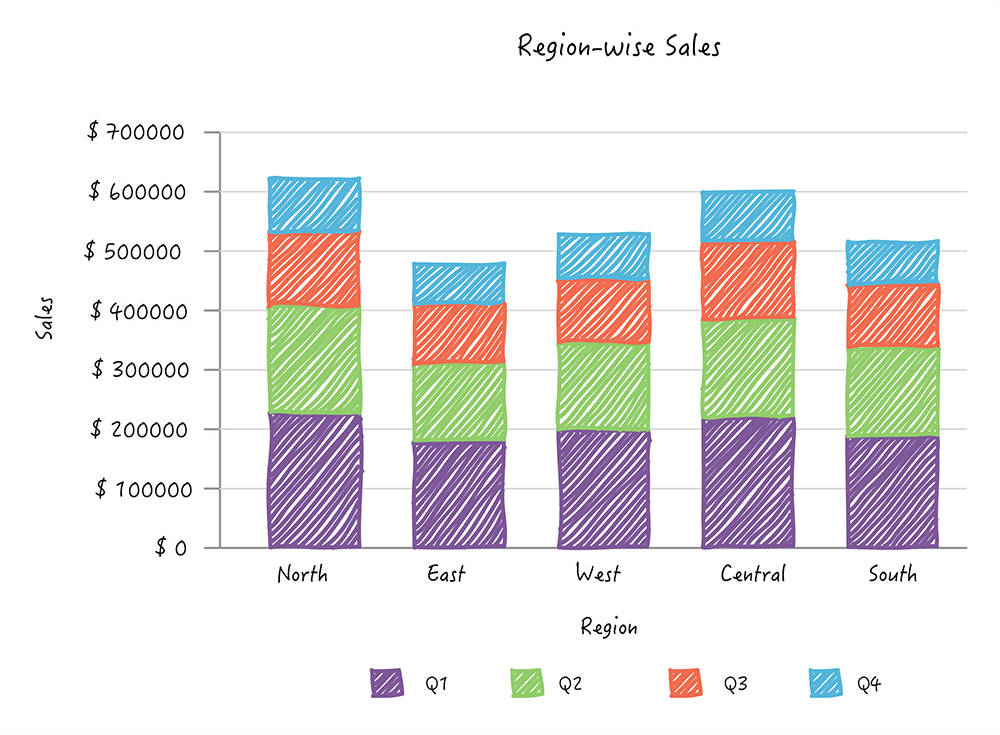 Region-wise Sales
$ 700000
$ 600000
$ 500000
$ 400000
$ 300000
$ 200000
$ 100000
$ 0
Sales
North East West Central South
Region
Q1 Q2 Q3 Q4